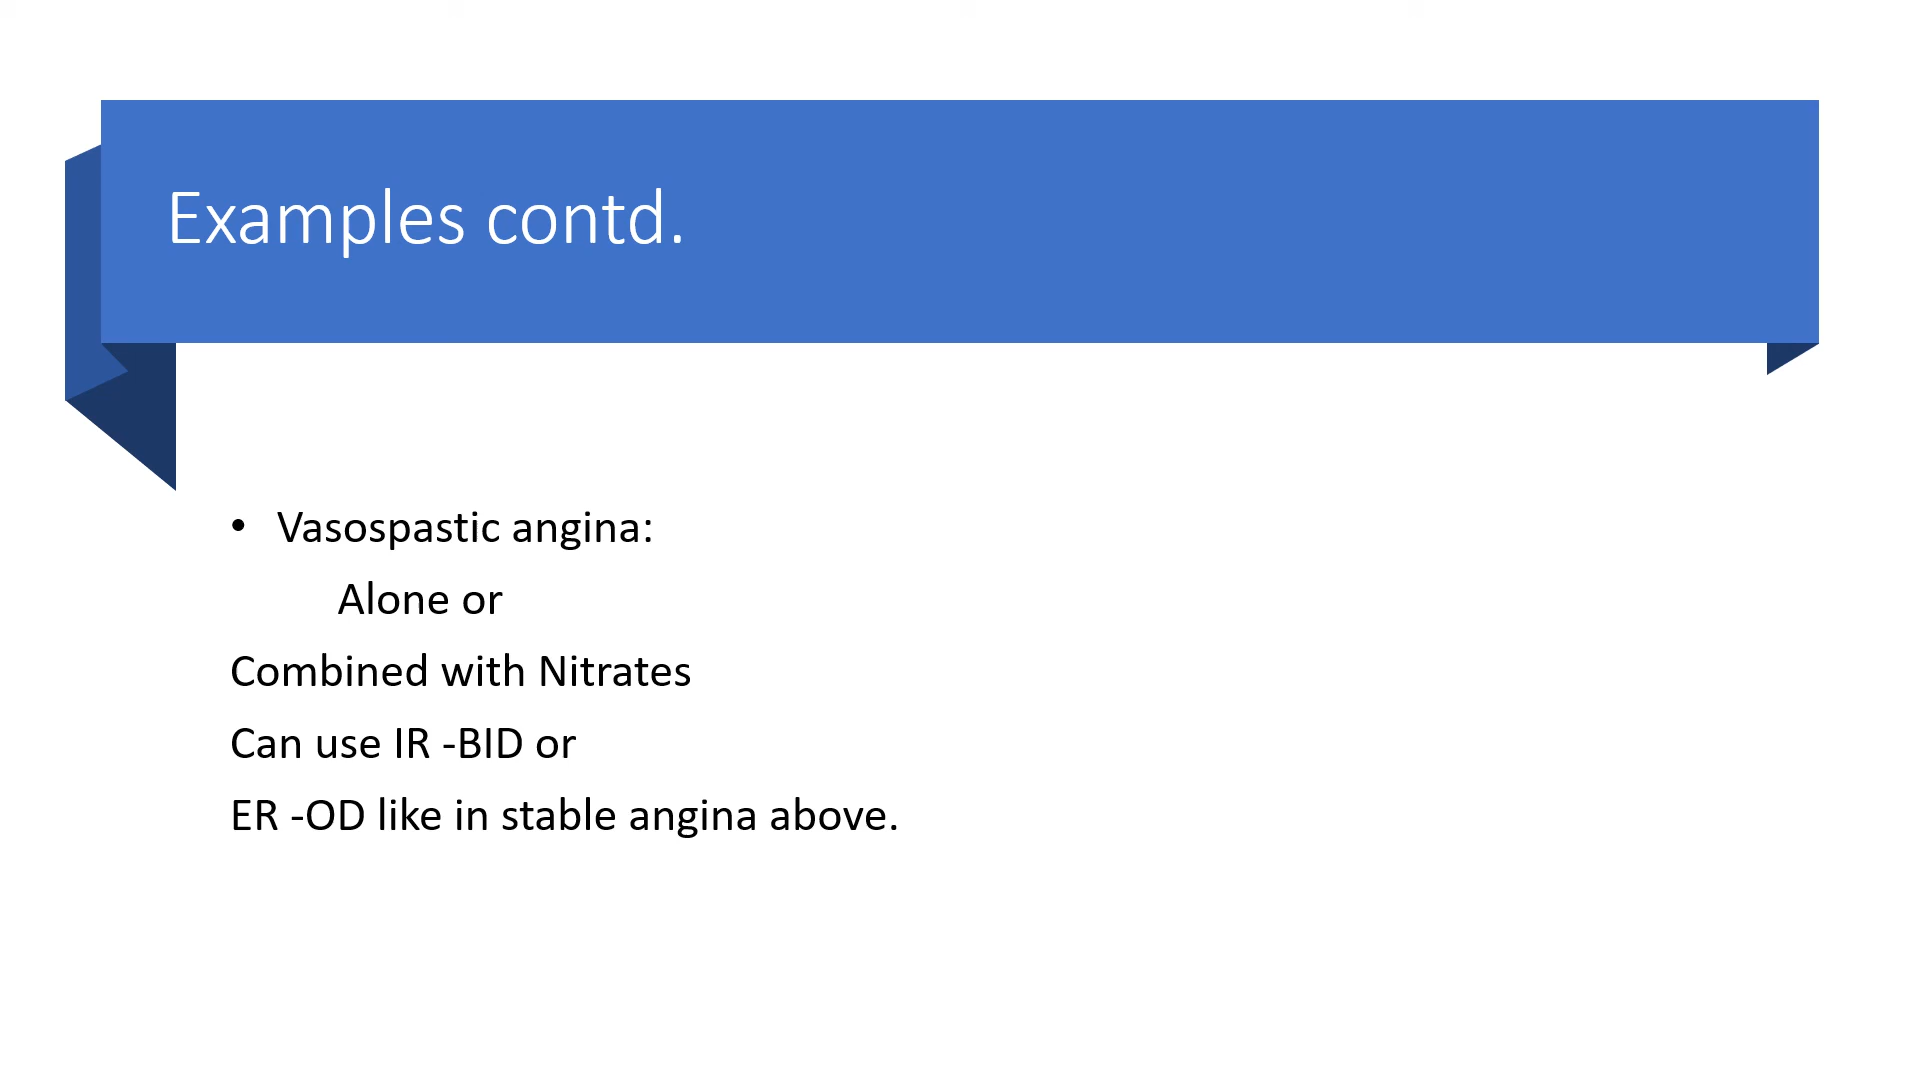 Examples contd.
• Vasospastic angina:
Alone or
Combined with Nitrates
Can use IR -BID or
ER -OD like in stable angina above.